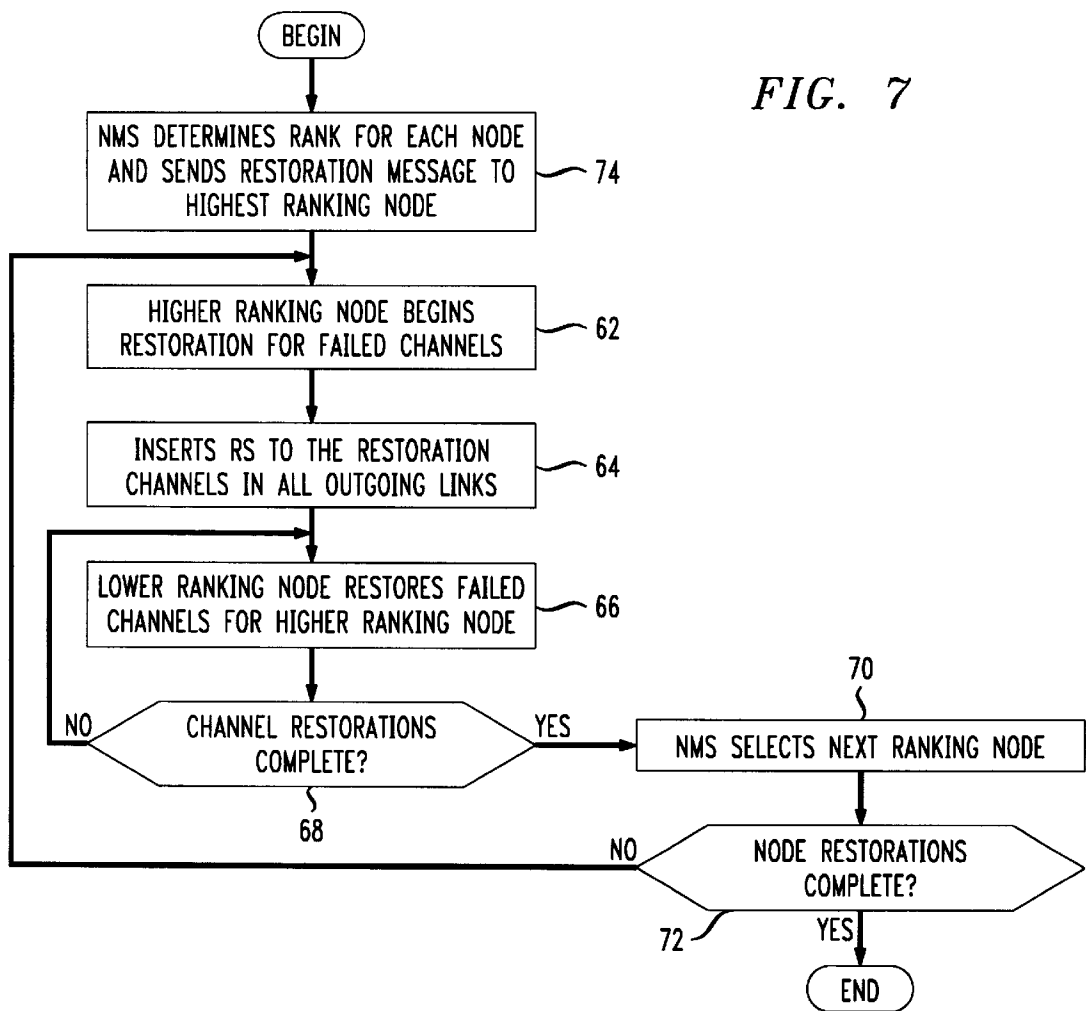 BEGIN
FIG. 7
NMS DETERMINES RANK FOR EACH NODE
AND SENDS RESTORATION MESSAGE TO
HIGHEST RANKING NODE
74
HIGHER RANKING NODE BEGINS
RESTORATION FOR FAILED CHANNELS
62
INSERTS RS TO THE RESTORATION
CHANNELS IN ALL OUTGOING LINKS
64
LOWER RANKING NODE RESTORES FAILED
CHANNELS FOR HIGHER RANKING NODE
66
NO
CHANNEL RESTORATIONS
COMPLETE?
YES
68
70
NMS SELECTS NEXT RANKING NODE
NO
NODE RESTORATIONS
COMPLETE?
72
YES
END